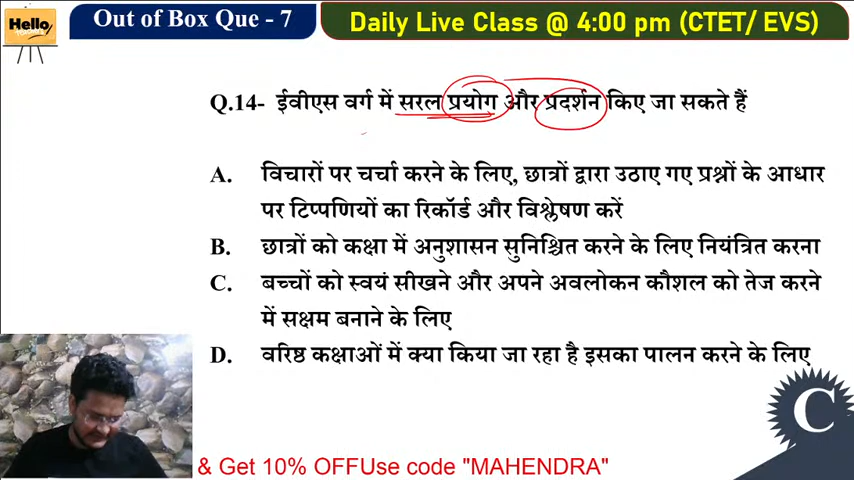 Hello
Out of Box Que - 7
Daily Live Class @ 4:00 pm (CTET/ EVS)
Q.14- ईवीएस वर्ग में सरल प्रयोग और प्रदर्शन किए जा सकते हैं
A. विचारों पर चर्चा करने के लिए, छात्रों द्वारा उठाए गए प्रश्नों के आधार
पर टिप्पणियों का रिकॉर्ड और विश्लेषण करें
B. छात्रों को कक्षा में अनुशासन सुनिश्चित करने के लिए नियंत्रित करना
C. बच्चों को स्वयं सीखने और अपने अवलोकन कौशल को तेज करने
में सक्षम बनाने के लिए
D. वरिष्ठ कक्षाओं में क्या किया जा रहा है इसका पालन करने के लिए
C
& Get 10% OFFUse code "MAHENDRA"